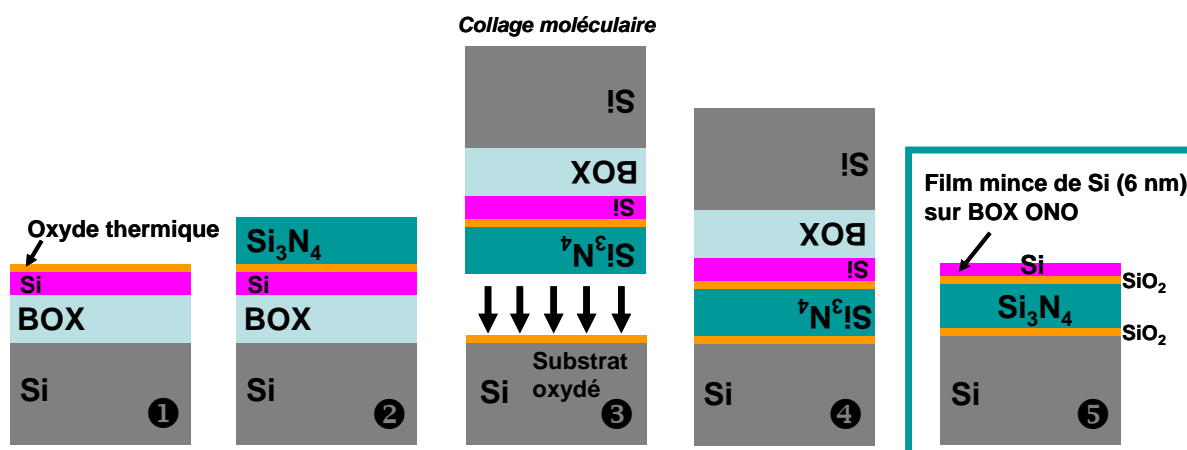 Collage moléculaire
Oxyde thermique
Si
BOX
Si
❶
Si₃N₄
Si
BOX
Si
❷
Si
BOX
Si
Si₃N₄
Substrat
oxydé
Si
❸
Si
BOX
Si
Si₃N₄
Si
❹
Film mince de Si (6 nm)
sur BOX ONO
Si
SiO₂
Si₃N₄
SiO₂
Si
❺